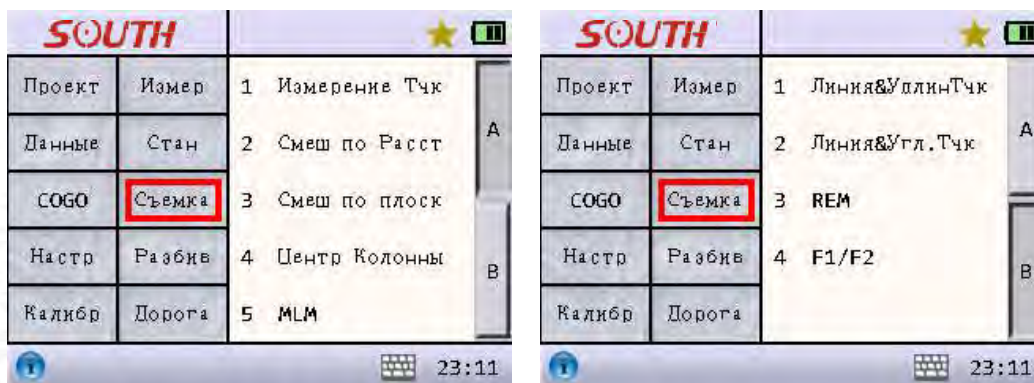 SOUTH
Проект Измер 1 Измерение Тчк
Данные Стан 2 Смеш по Расст A
COGO Съемка 3 Смеш по плоск
Настр Разбив 4 Центр Колонны B
Калибр Дорога 5 MLM
23:11
SOUTH
Проект Измер 1 Линия&УдлинТчк
Данные Стан 2 Линия&Угл.Тчк A
COGO Съемка 3 REM
Настр Разбив 4 F1/F2 B
Калибр Дорога
23:11